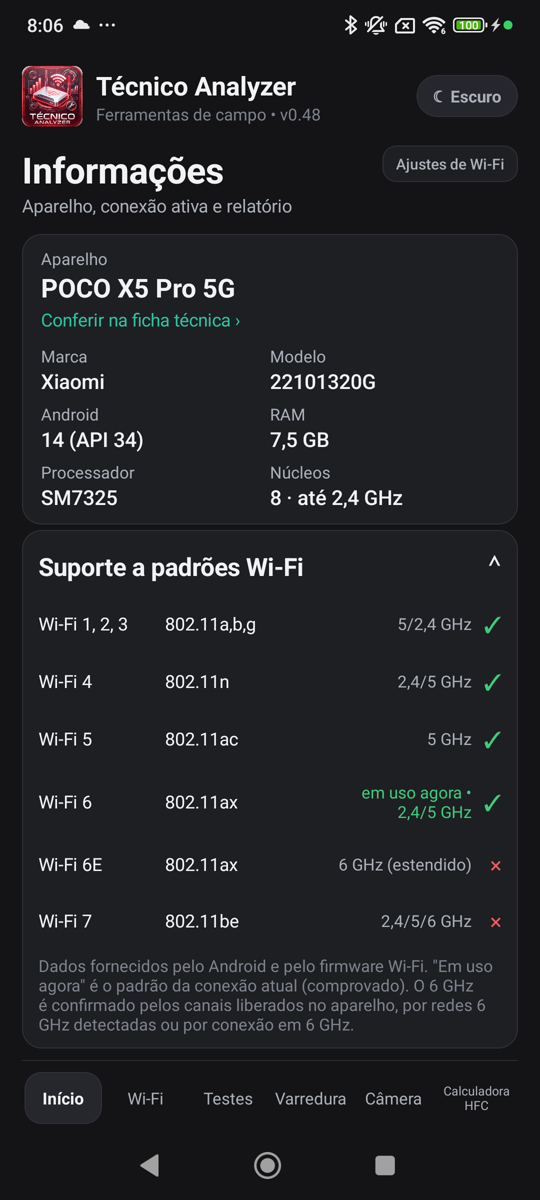 8:06
100
TÉCNICO
ANALYZER
Técnico Analyzer
Ferramentas de campo • v0.48
☾ Escuro
Informações
Ajustes de Wi-Fi
Aparelho, conexão ativa e relatório
Aparelho
POCO X5 Pro 5G
Conferir na ficha técnica ›
Marca
Modelo
Xiaomi
22101320G
Android
RAM
14 (API 34)
7,5 GB
Processador
Núcleos
SM7325
8 · até 2,4 GHz
Suporte a padrões Wi-Fi
Wi-Fi 1, 2, 3 802.11a,b,g 5/2,4 GHz ✓
Wi-Fi 4 802.11n 2,4/5 GHz ✓
Wi-Fi 5 802.11ac 5 GHz ✓
Wi-Fi 6 802.11ax em uso agora •
2,4/5 GHz ✓
Wi-Fi 6E 802.11ax 6 GHz (estendido) ×
Wi-Fi 7 802.11be 2,4/5/6 GHz ×
Dados fornecidos pelo Android e pelo firmware Wi-Fi. "Em uso
agora" é o padrão da conexão atual (comprovado). O 6 GHz
é confirmado pelos canais liberados no aparelho, por redes 6
GHz detectadas ou por conexão em 6 GHz.
Início
Wi-Fi
Testes
Varredura
Câmera
Calculadora
HFC